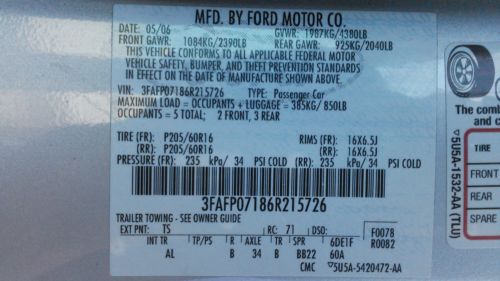 MFD. BY FORD MOTOR CO.
DATE: 05/06 GVWR: 1987KG/4380LB
FRONT GAWR: 1084KG/2390LB REAR GAWR: 925KG/2040LB
THIS VEHICLE CONFORMS TO ALL APPLICABLE FEDERAL MOTOR
VEHICLE SAFETY, BUMPER, AND THEFT PREVENTION STANDARDS
IN EFFECT ON THE DATE OF MANUFACTURE SHOWN ABOVE.
VIN: 3FAFP07186R215726 TYPE: Passenger Car
MAXIMUM LOAD = OCCUPANTS + LUGGAGE = 385KG/ 850LB
OCCUPANTS = 5 TOTAL; 2 FRONT, 3 REAR
TIRE (FR): P205/60R16 RIMS (FR): 16X6.5J
(RR): P205/60R16 (RR): 16X6.5J
PRESSURE (FR): 235 kPa/ 34 PSI COLD (RR): 235 kPa/ 34 PSI COLD
3FAFP07186R215726
TRAILER TOWING - SEE OWNER GUIDE
EXT PNT: TS RC: 71 DSO: F0078
INT TR TP/PS R AXLE TR SPR 6DE1F R0082
AL B 34 B BB22 60A
CMC ▽5U5A-5420472-AA
The comb
and c
TIRE
FRONT
REAR
SPARE
▽5U5A-1532-AA (TLU)